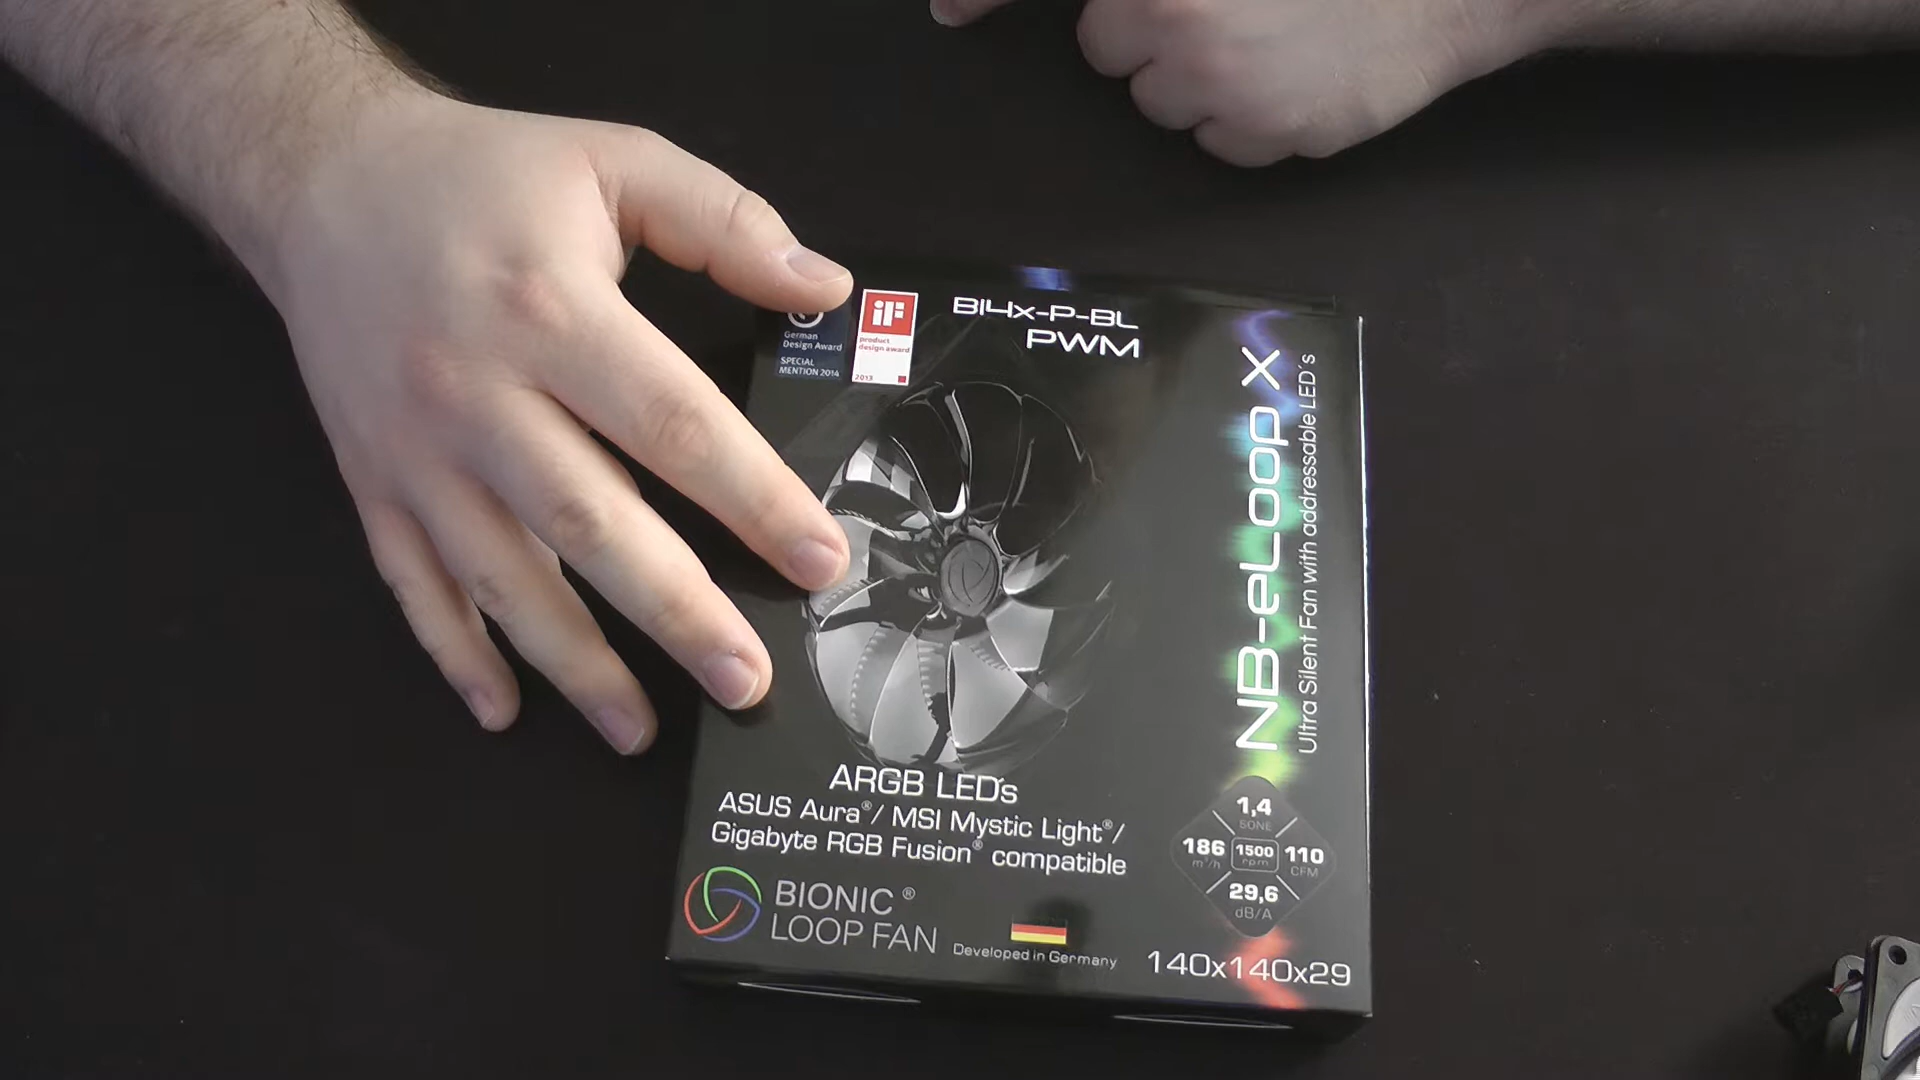 German
Design Award
SPECIAL
MENTION 2014
iF
product
design award
2013
B14x-P-BL
PWM
NB-eLoop X
Ultra Silent Fan with addressable LED´s
ARGB LED´s
ASUS Aura®/ MSI Mystic Light®/
Gigabyte RGB Fusion® compatible
BIONIC®
LOOP FAN
Developed in Germany
1,4
SONE
186
m³/h
1500
rpm
110
CFM
29,6
dB/A
140x140x29